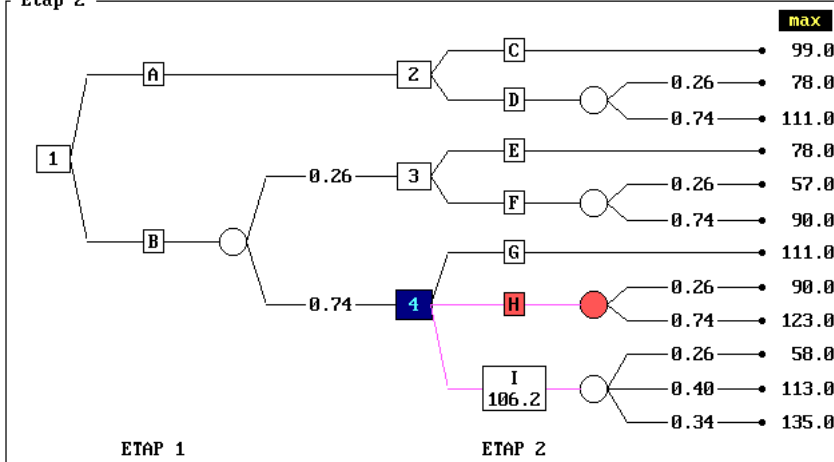 Etap 2
max
C 99.0
A 2 0.26 78.0
D
0.74 111.0
E 78.0
1
0.26 3 0.26 57.0
F
0.74 90.0
B G 111.0
0.26 90.0
0.74 4 H
0.74 123.0
0.26 58.0
I
106.2 0.40 113.0
0.34 135.0
ETAP 1 ETAP 2